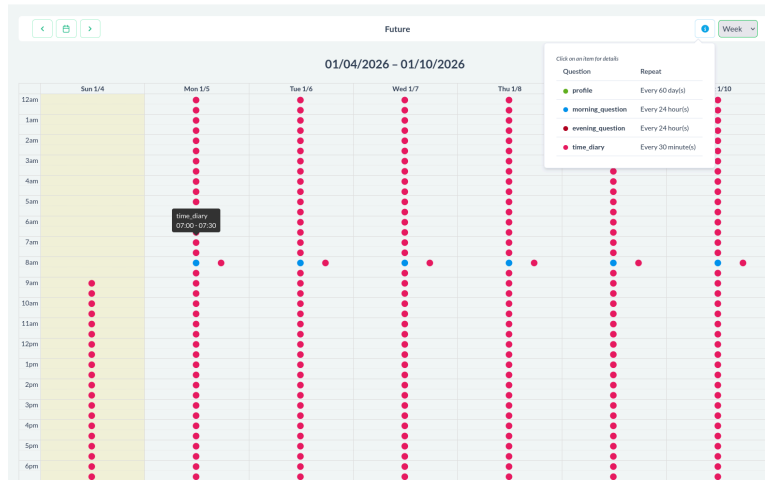 Future
Week
01/04/2026 – 01/10/2026
Click on an item for details
Question Repeat
profile Every 60 day(s)
morning_question Every 24 hour(s)
evening_question Every 24 hour(s)
time_diary Every 30 minute(s)
Sun 1/4 Mon 1/5 Tue 1/6 Wed 1/7 Thu 1/8 1/10
12am
1am
2am
3am
4am
5am
6am
time_diary
07:00 - 07:30
7am
8am
9am
10am
11am
12pm
1pm
2pm
3pm
4pm
5pm
6pm